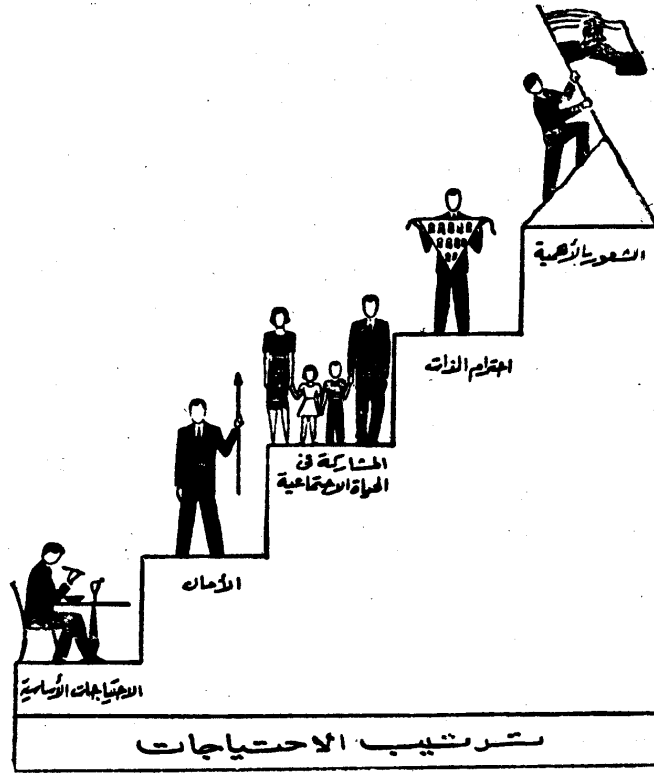 الشعور بالأهمية
احترام الذات
المشاركة فى
الحياة الاجتماعية
الأمان
الاحتياجات الأساسية
ترتيب الاحتياجات